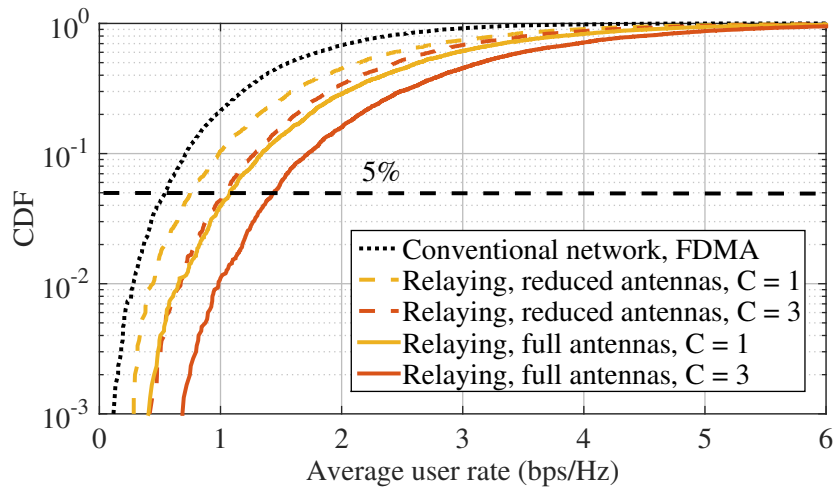 10^0
10^-1
10^-2
10^-3
CDF
5%
Conventional network, FDMA
Relaying, reduced antennas, C = 1
Relaying, reduced antennas, C = 3
Relaying, full antennas, C = 1
Relaying, full antennas, C = 3
0 1 2 3 4 5 6
Average user rate (bps/Hz)